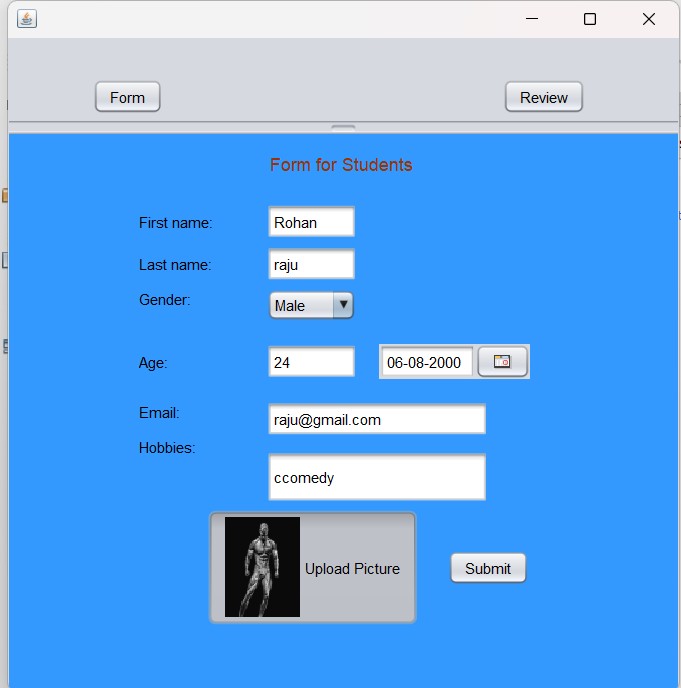 Form
Review
Form for Students
First name:
Rohan
Last name:
raju
Gender:
Male
Age:
24
06-08-2000
Email:
raju@gmail.com
Hobbies:
ccomedy
Upload Picture
Submit